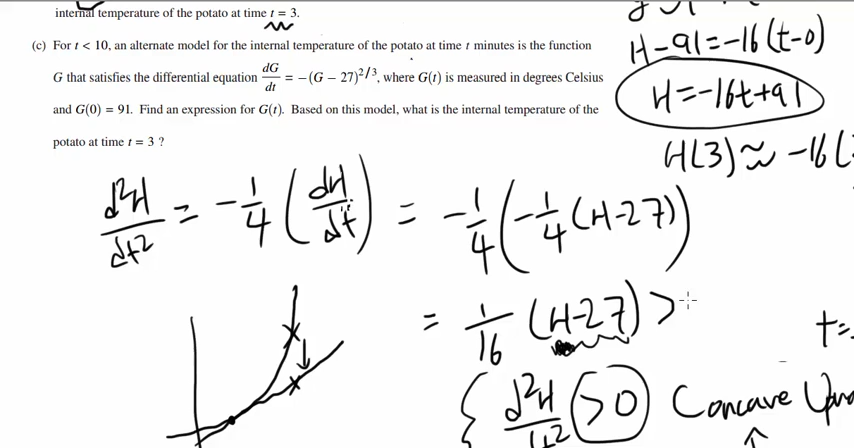 internal temperature of the potato at time t = 3.
(c) For t < 10, an alternate model for the internal temperature of the potato at time t minutes is the function
G that satisfies the differential equation dG/dt = −(G − 27)^2/3, where G(t) is measured in degrees Celsius
and G(0) = 91. Find an expression for G(t). Based on this model, what is the internal temperature of the
potato at time t = 3 ?
H-91=-16(t-0)
H=-16t+91
H(3)≈-16(
d²H/dt² = -1/4 (dH/dt) = -1/4 (-1/4 (H-27))
= 1/16 (H-27) >
t=
d²H/dt² >0 Concave